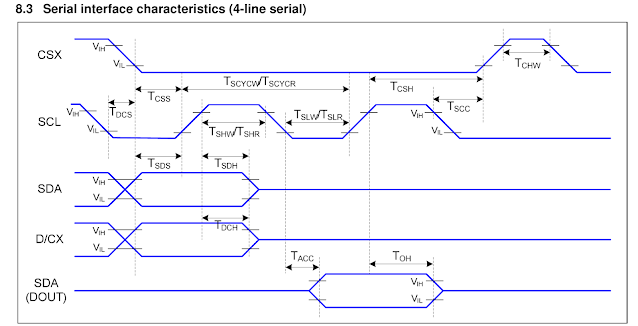 8.3 Serial interface characteristics (4-line serial)
CSX
VIH
VIL
TCHW
TCSS
TSCYCW/TSCYCR
TCSH
TDCS
TSCC
SCL
VIH
VIL
TSHW/TSHR
TSLW/TSLR
VIH
VIL
TSDS
TSDH
SDA
VIH
VIL
D/CX
VIH
VIL
TDCH
TACC
TOH
SDA
(DOUT)
VIH
VIL